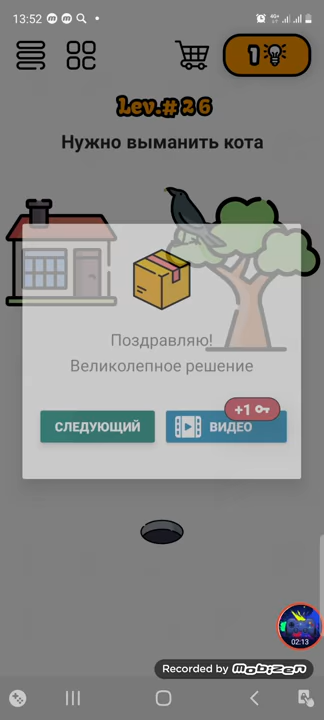 13:52
1
Lev.# 26
Нужно выманить кота
Поздравляю!
Великолепное решение
+1
СЛЕДУЮЩИЙ
ВИДЕО
02:13
Recorded by mobizen